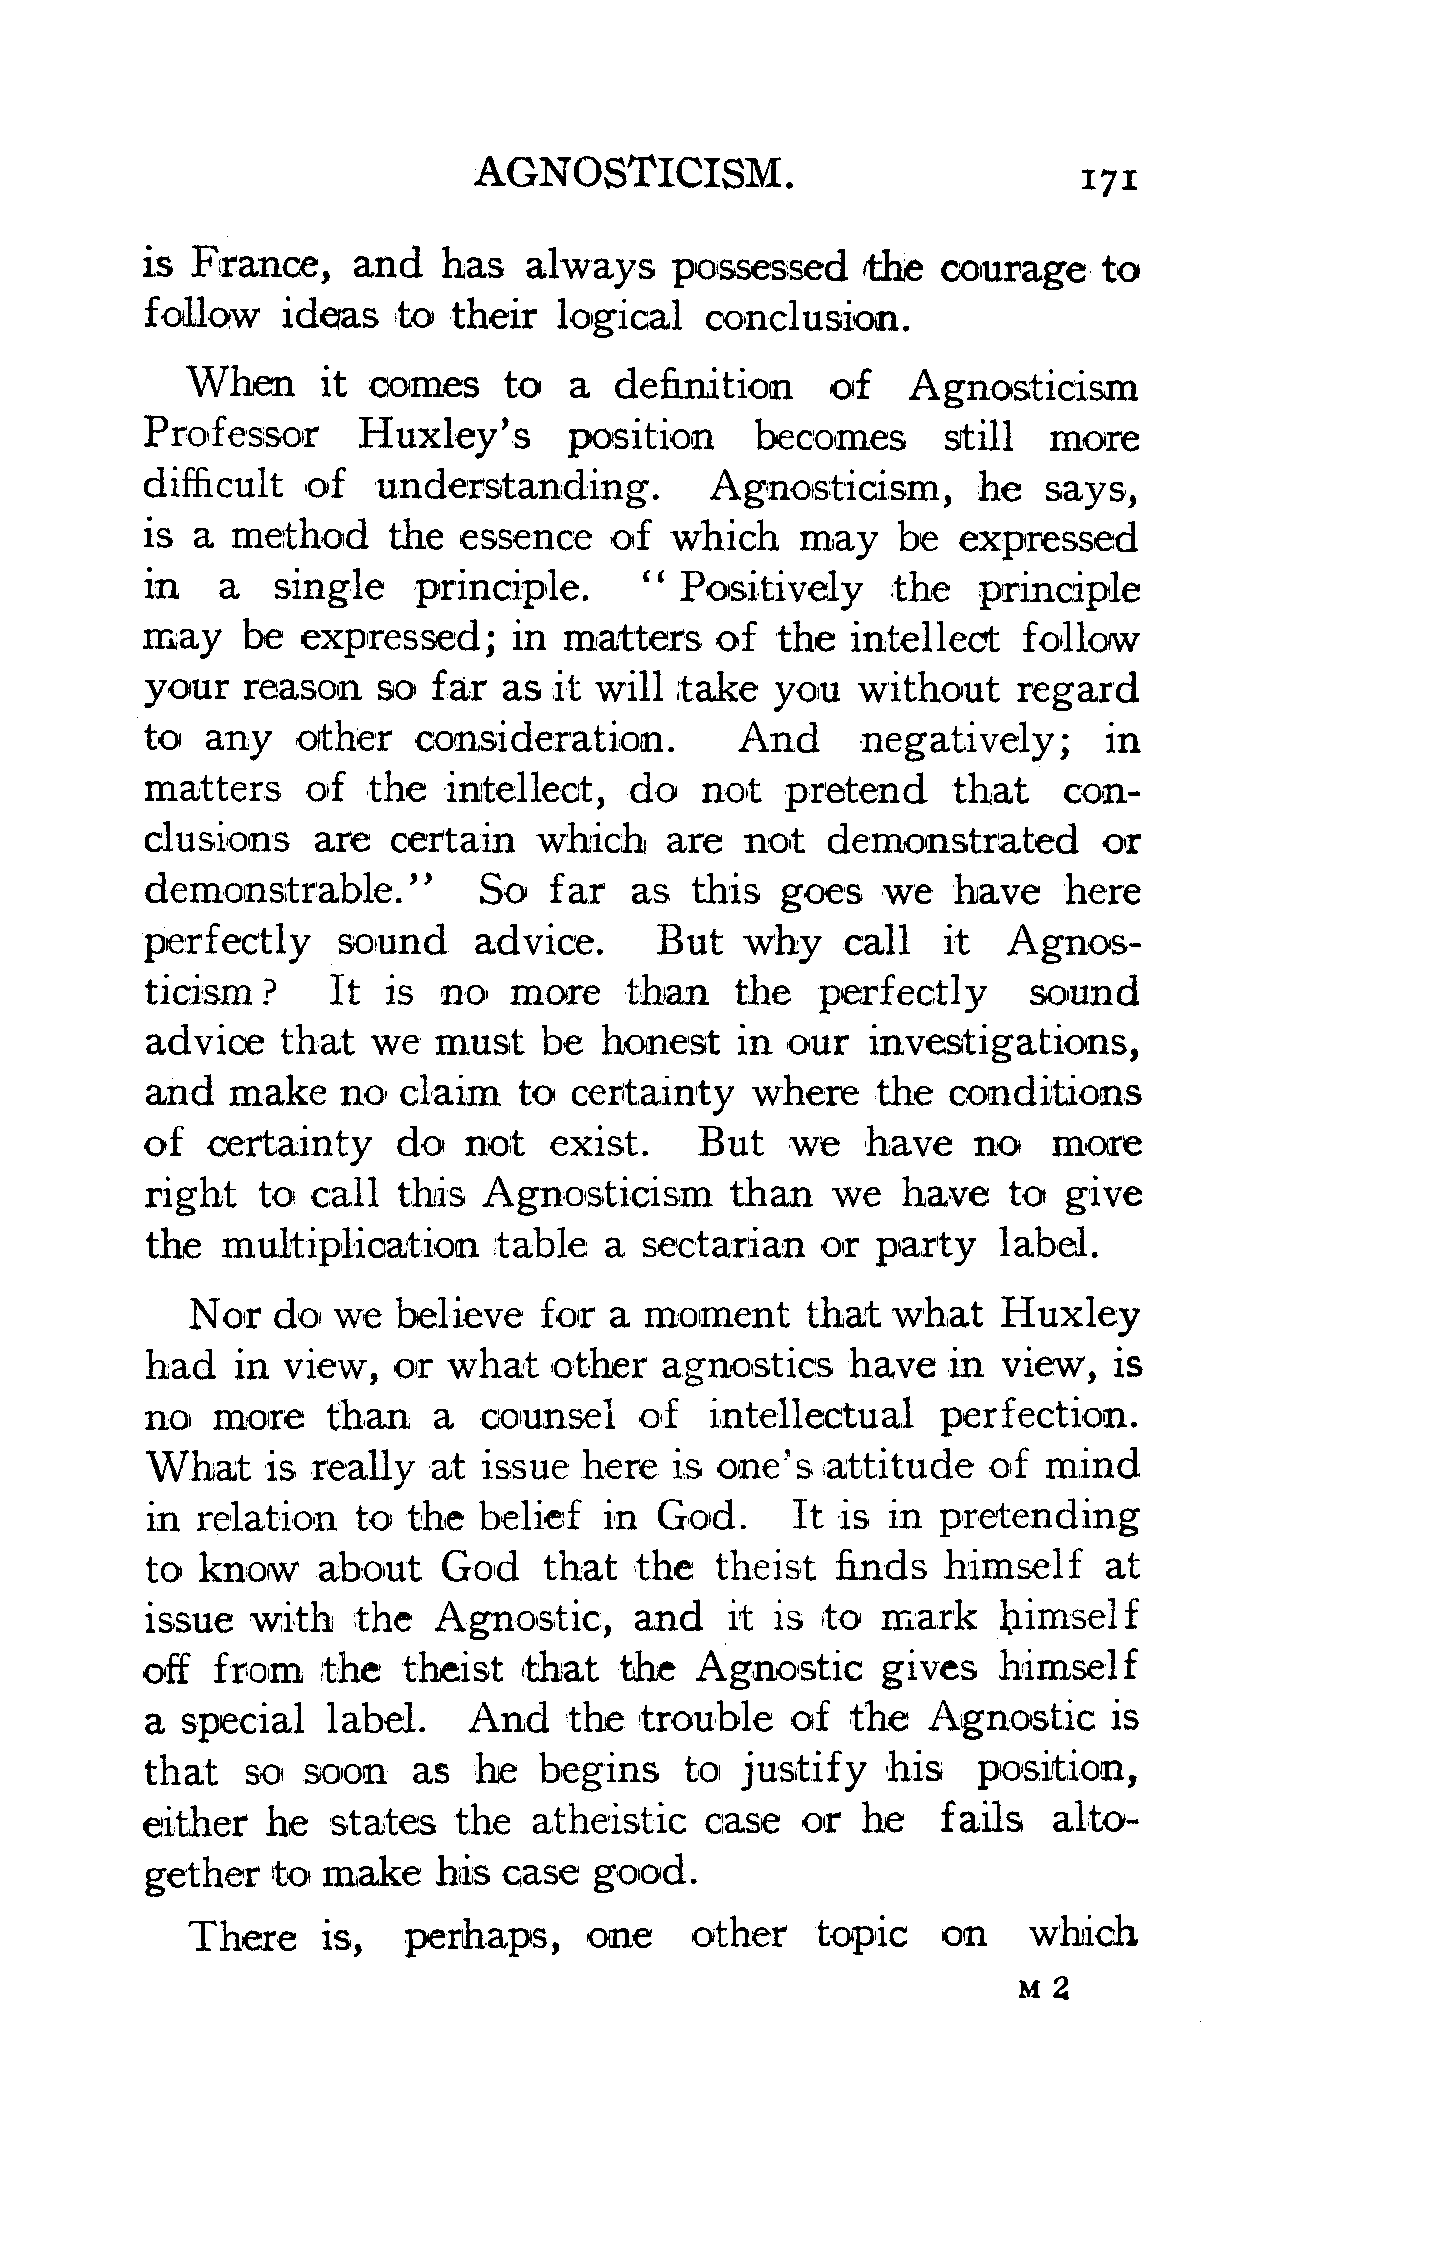 AGNOSTICISM. 171
is France, and has always possessed the courage to
follow ideas to their logical conclusion.
When it comes to a definition of Agnosticism
Professor Huxley's position becomes still more
difficult of understanding. Agnosticism, he says,
is a method the essence of which may be expressed
in a single principle. “ Positively the principle
may be expressed; in matters of the intellect follow
your reason so far as it will take you without regard
to any other consideration. And negatively; in
matters of the intellect, do not pretend that con-
clusions are certain which are not demonstrated or
demonstrable.” So far as this goes we have here
perfectly sound advice. But why call it Agnos-
ticism? It is no more than the perfectly sound
advice that we must be honest in our investigations,
and make no claim to certainty where the conditions
of certainty do not exist. But we have no more
right to call this Agnosticism than we have to give
the multiplication table a sectarian or party label.
Nor do we believe for a moment that what Huxley
had in view, or what other agnostics have in view, is
no more than a counsel of intellectual perfection.
What is really at issue here is one's attitude of mind
in relation to the belief in God. It is in pretending
to know about God that the theist finds himself at
issue with the Agnostic, and it is to mark himself
off from the theist that the Agnostic gives himself
a special label. And the trouble of the Agnostic is
that so soon as he begins to justify his position,
either he states the atheistic case or he fails alto-
gether to make his case good.
There is, perhaps, one other topic on which
M 2